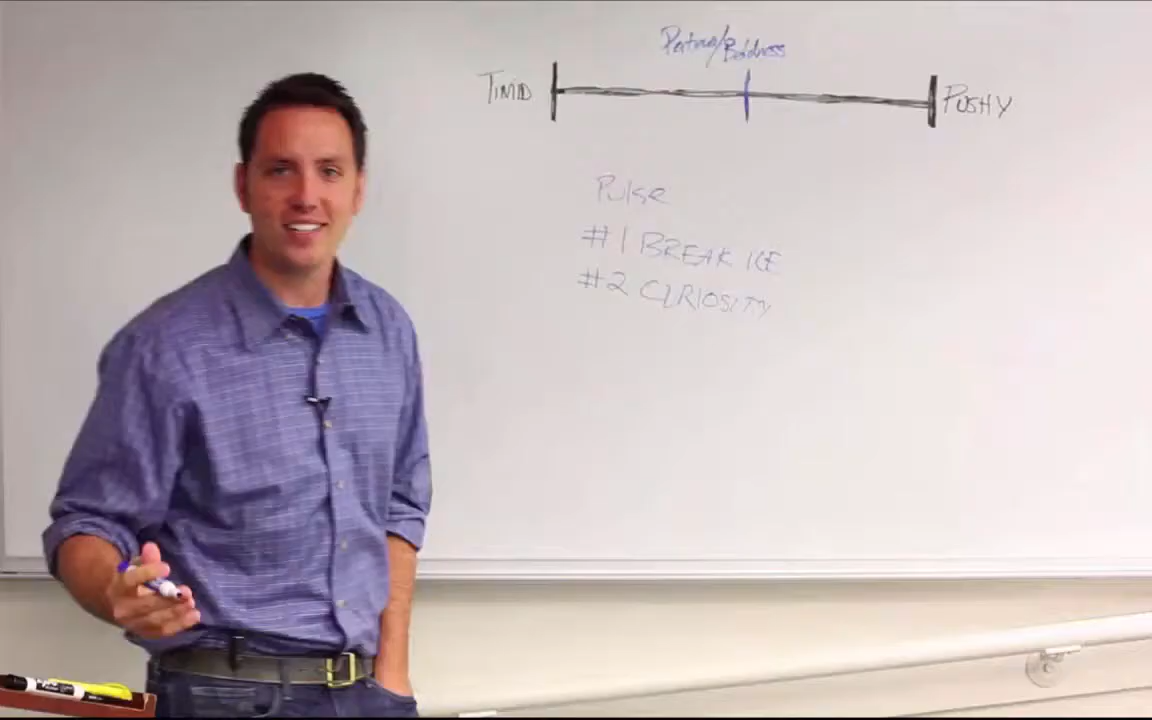 Patience/Boldness
TIMID PUSHY
Pulse
#1 BREAK ICE
#2 CURIOSITY